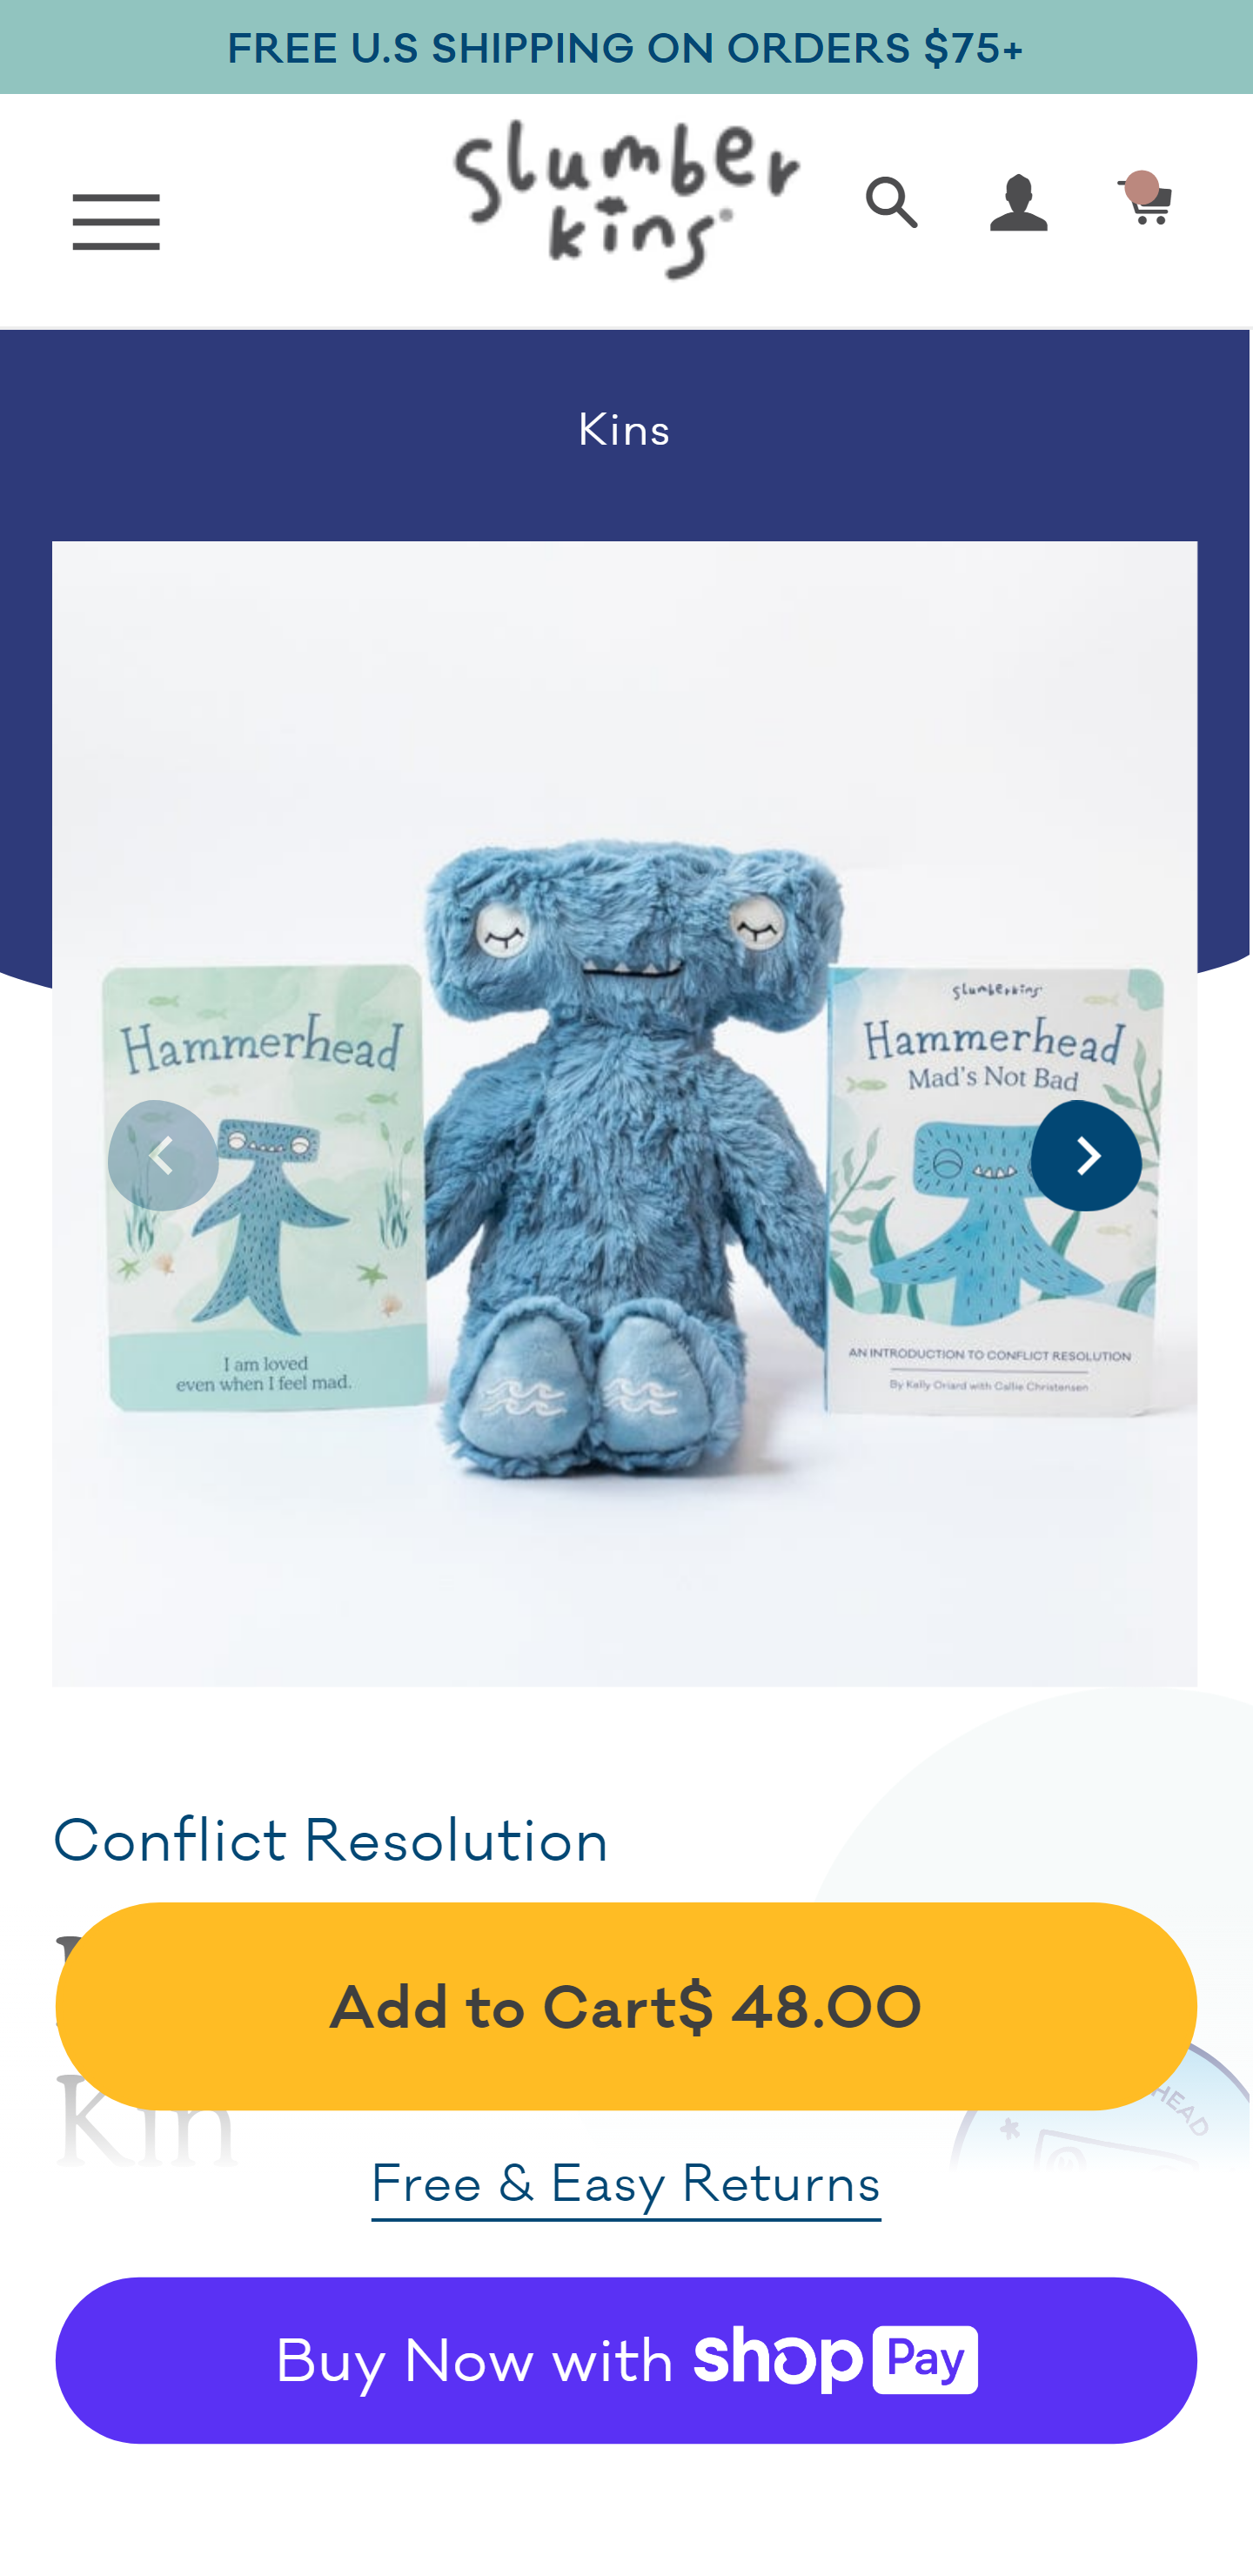 FREE U.S SHIPPING ON ORDERS $75+
slumber
kins
Kins
Hammerhead
I am loved
even when I feel mad.
slumberkins
Hammerhead
Mad's Not Bad
AN INTRODUCTION TO CONFLICT RESOLUTION
By Kelly Oriard with Callie Christensen
Conflict Resolution
Add to Cart$ 48.00
Kin
HEAD
Free & Easy Returns
Buy Now with shop Pay